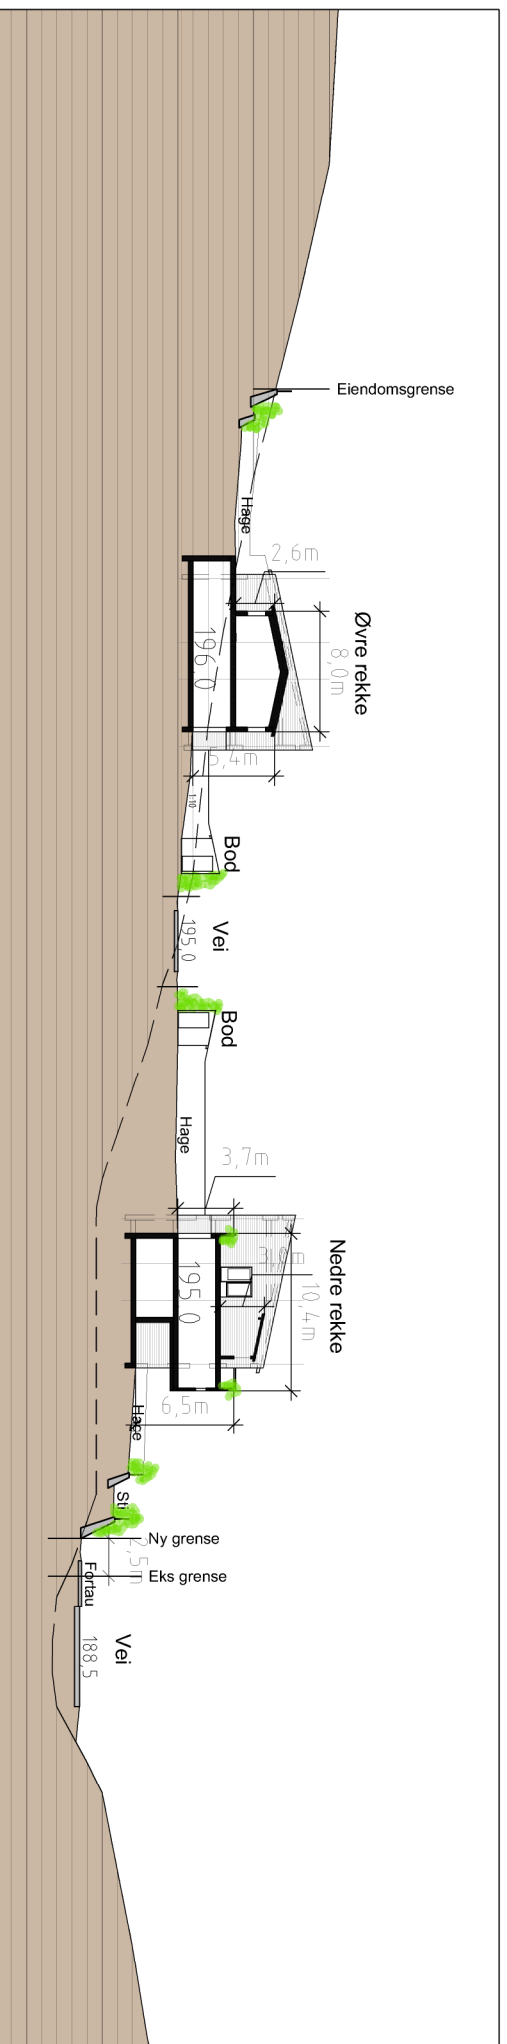 Eiendomsgrense
Hage
2,6m
Øvre rekke
8,0m
196.0
5,4m
1:10
Bod
Vei
195.0
Bod
Hage
3,7m
Nedre rekke
10,4m
195.0
6,5m
Hage
Sti
Ny grense
2,5m
Eks grense
Fortau
Vei
188.5